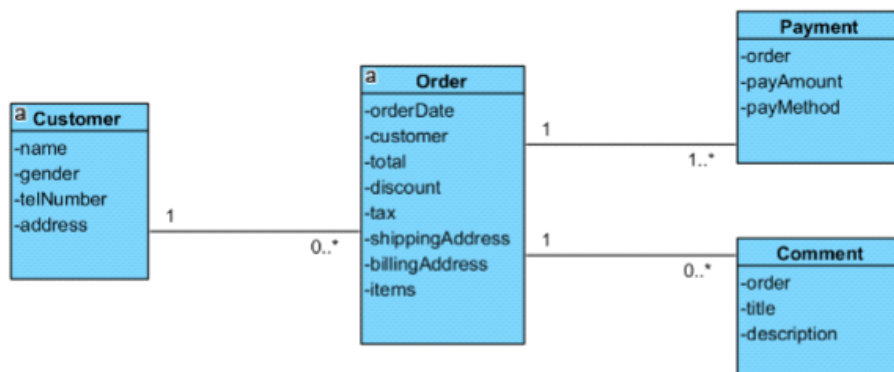 a Customer
-name
-gender
-telNumber
-address
1
0..*
a Order
-orderDate
-customer
-total
-discount
-tax
-shippingAddress
-billingAddress
-items
1
1..*
1
0..*
Payment
-order
-payAmount
-payMethod
Comment
-order
-title
-description